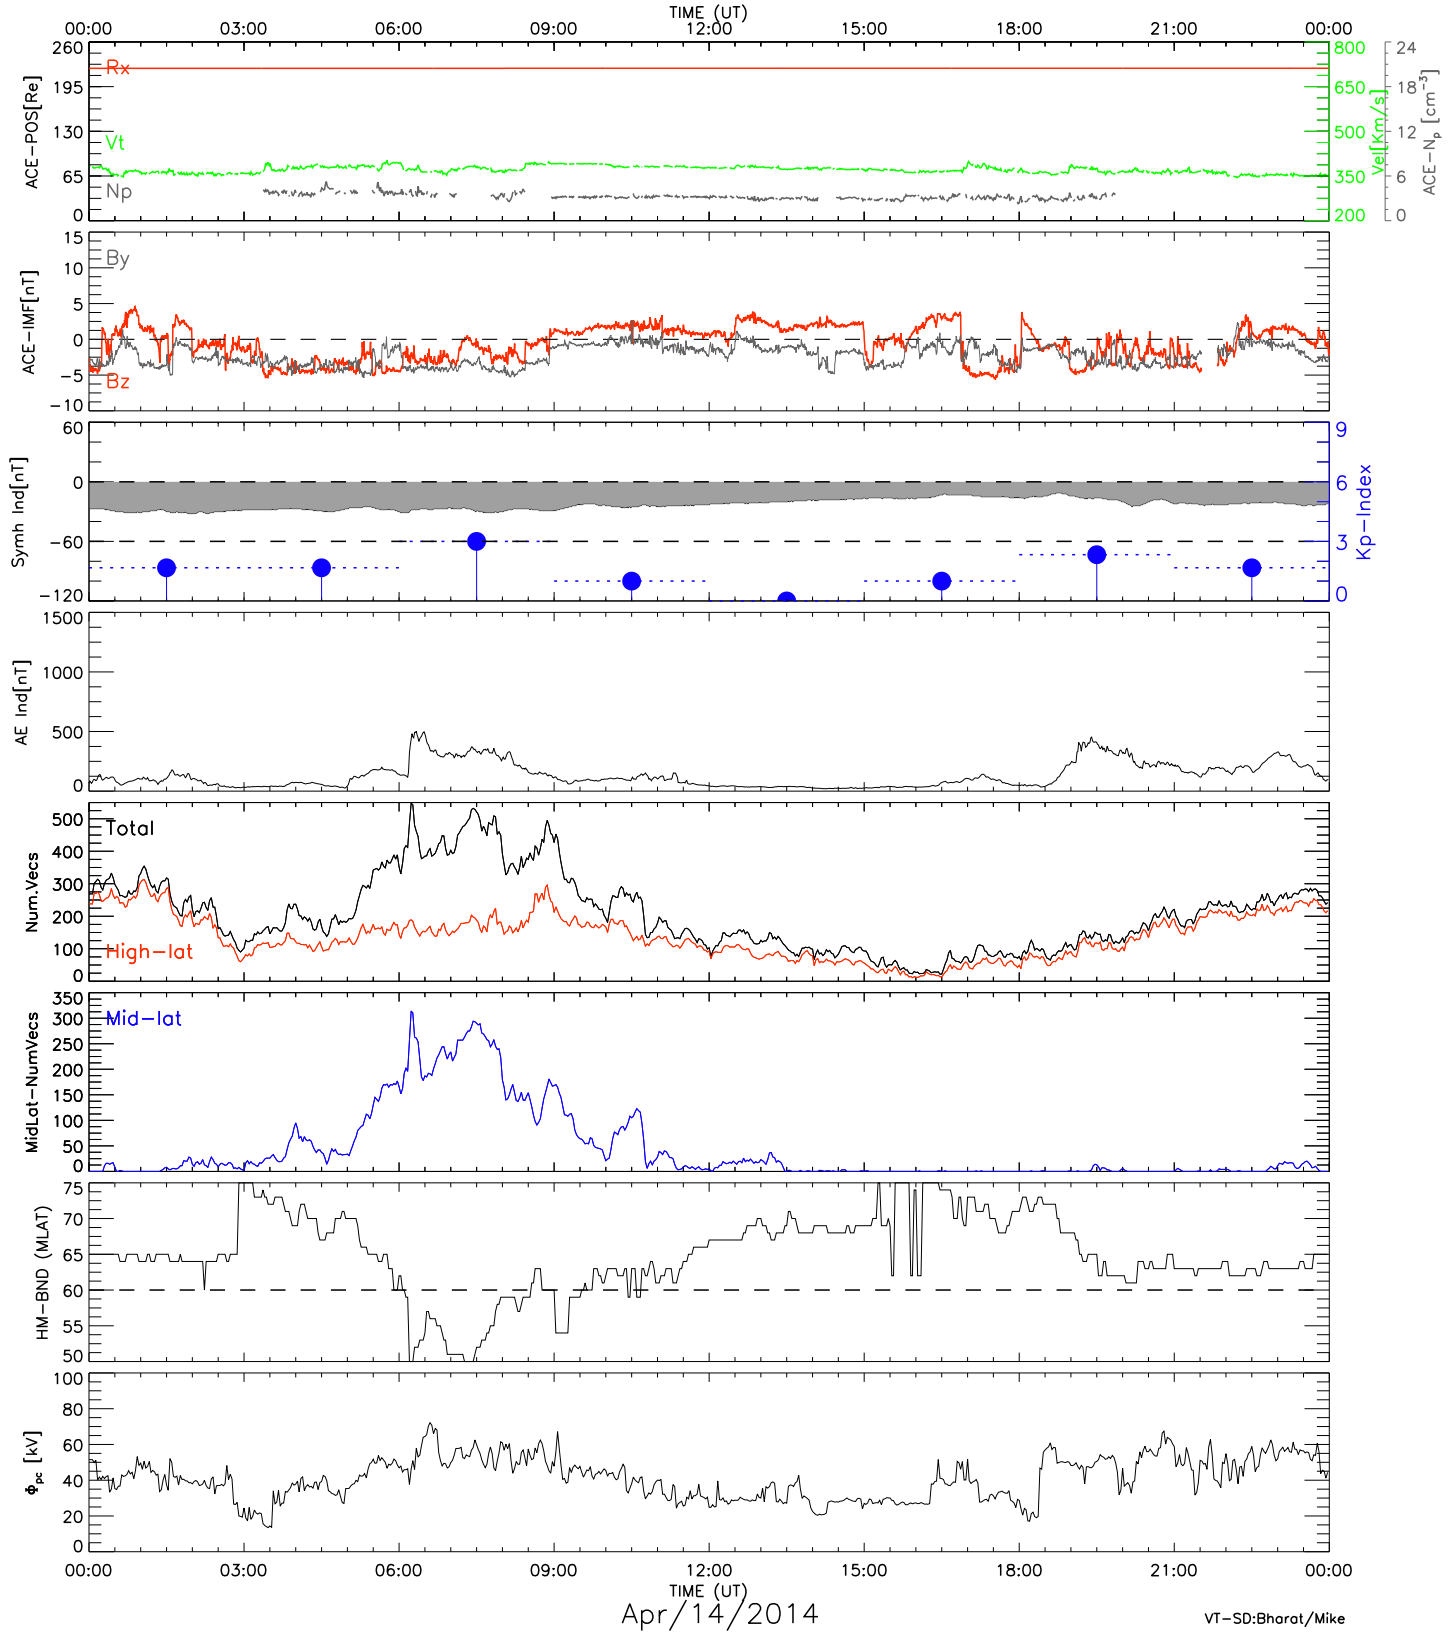 TIME (UT)
00:00 03:00 06:00 09:00 12:00 15:00 18:00 21:00 00:00
ACE-POS[Re]
260
195
130
65
0
Rx
Vt
Np
800
650
500
350
200
Vel[Km/s]
24
18
12
6
0
ACE-Np [cm⁻³]
ACE-IMF[nT]
15
10
5
0
-5
-10
By
Bz
Symh Ind[nT]
60
0
-60
-120
9
6
3
0
Kp-Index
AE Ind[nT]
1500
1000
500
0
Num.Vecs
500
400
300
200
100
0
Total
High-lat
MidLat-NumVecs
350
300
250
200
150
100
50
0
Mid-lat
HM-BND (MLAT)
75
70
65
60
55
50
Φpc [kV]
100
80
60
40
20
0
00:00 03:00 06:00 09:00 12:00 15:00 18:00 21:00 00:00
TIME (UT)
Apr/14/2014
VT-SD:Bharat/Mike